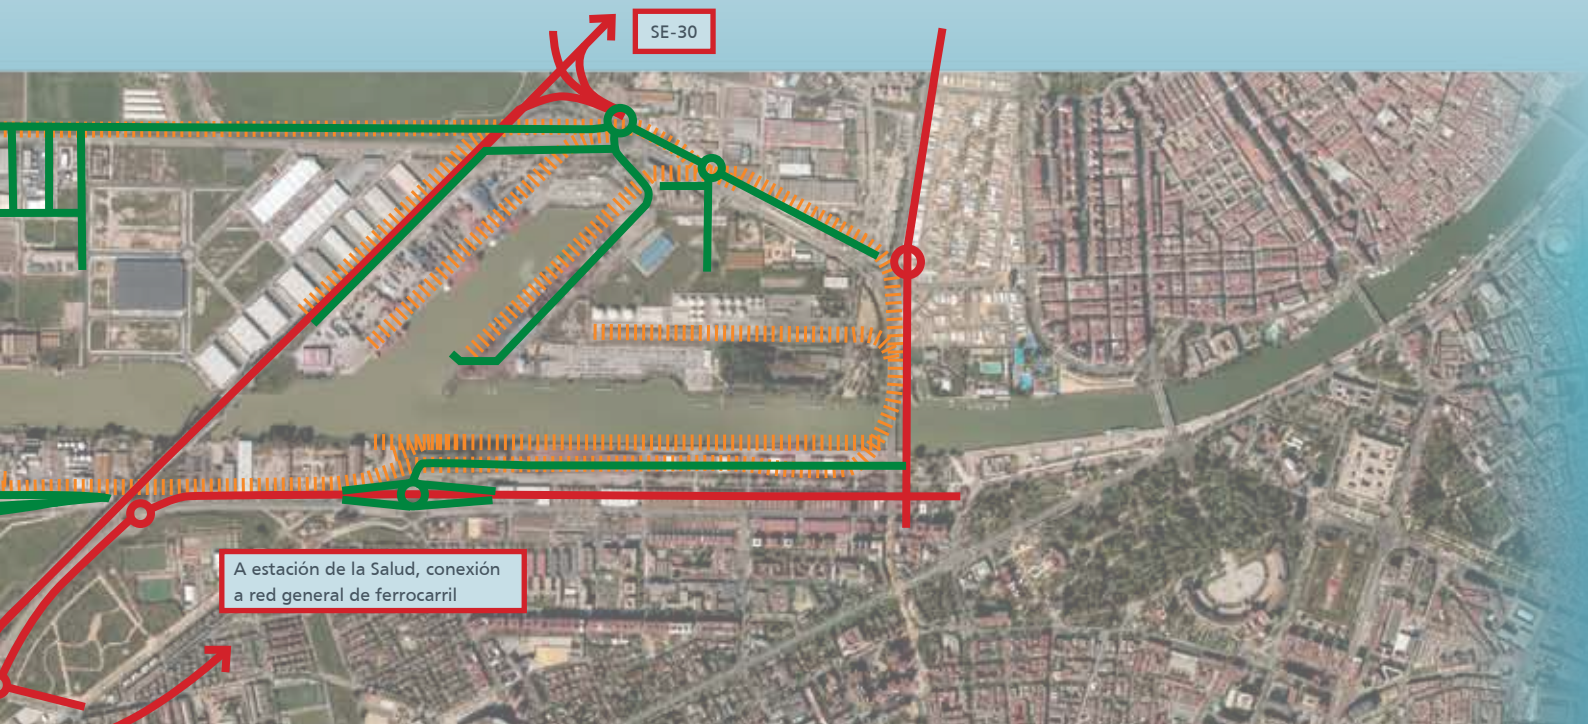 SE-30
A estación de la Salud, conexión
a red general de ferrocarril